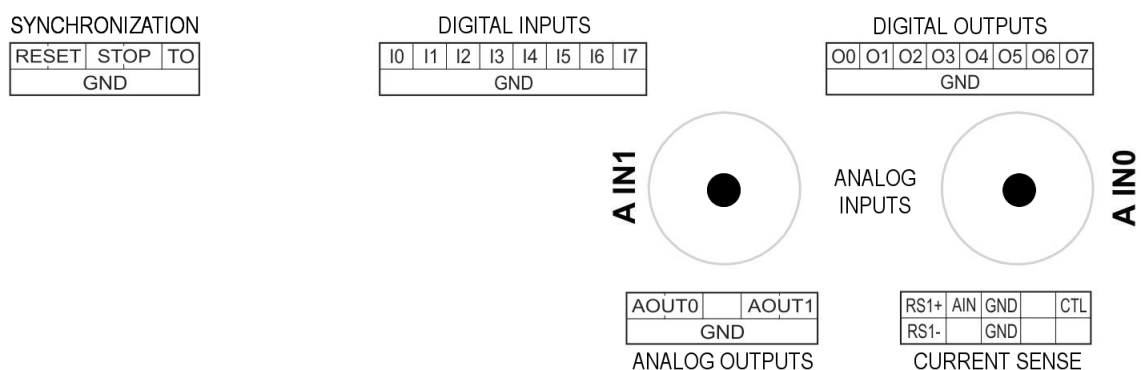 SYNCHRONIZATION
RESET STOP TO
GND
DIGITAL INPUTS
I0 I1 I2 I3 I4 I5 I6 I7
GND
DIGITAL OUTPUTS
O0 O1 O2 O3 O4 O5 O6 O7
GND
A IN1
ANALOG
INPUTS
A IN0
AOUT0 AOUT1
GND
ANALOG OUTPUTS
RS1+ AIN GND CTL
RS1- GND
CURRENT SENSE